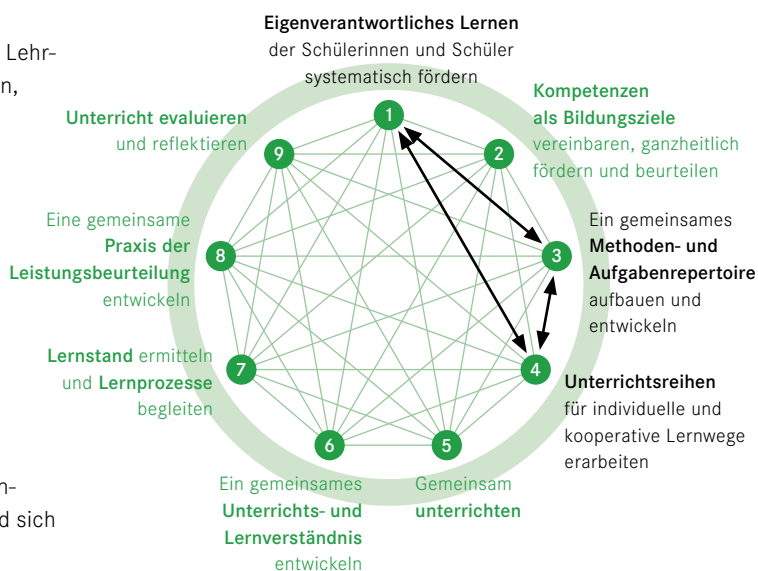 Eigenverantwortliches Lernen
der Schülerinnen und Schüler
systematisch fördern
Lehr-
n,
1
Kompetenzen
als Bildungsziele
vereinbaren, ganzheitlich
fördern und beurteilen
2
Ein gemeinsames
Methoden- und
Aufgabenrepertoire
aufbauen und
entwickeln
3
Unterrichtsreihen
für individuelle und
kooperative Lernwege
erarbeiten
4
Gemeinsam
unterrichten
5
Ein gemeinsames
Unterrichts- und
Lernverständnis
entwickeln
6
Lernstand ermitteln
und Lernprozesse
begleiten
7
Eine gemeinsame
Praxis der
Leistungsbeurteilung
entwickeln
8
Unterricht evaluieren
und reflektieren
9
n-
d sich